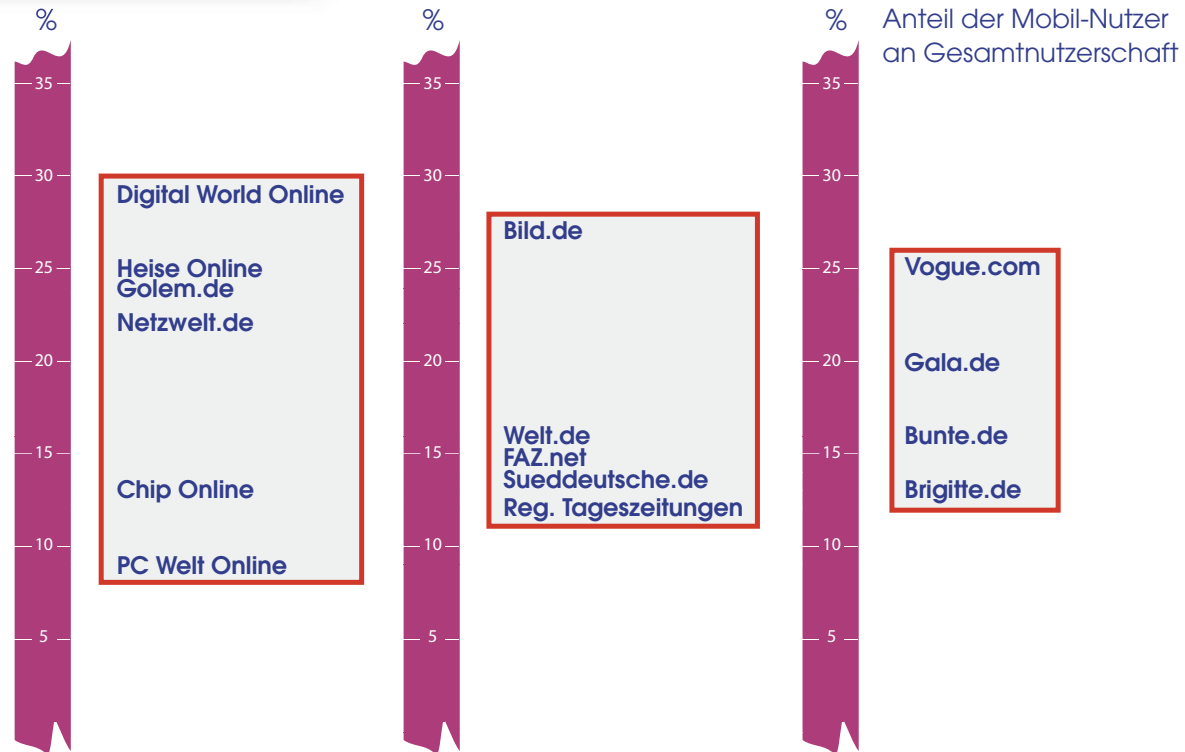 %
35
30
25
20
15
10
5
Digital World Online
Heise Online
Golem.de
Netzwelt.de
Chip Online
PC Welt Online
%
35
30
25
20
15
10
5
Bild.de
Welt.de
FAZ.net
Sueddeutsche.de
Reg. Tageszeitungen
%
Anteil der Mobil-Nutzer
an Gesamtnutzerschaft
35
30
25
20
15
10
5
Vogue.com
Gala.de
Bunte.de
Brigitte.de